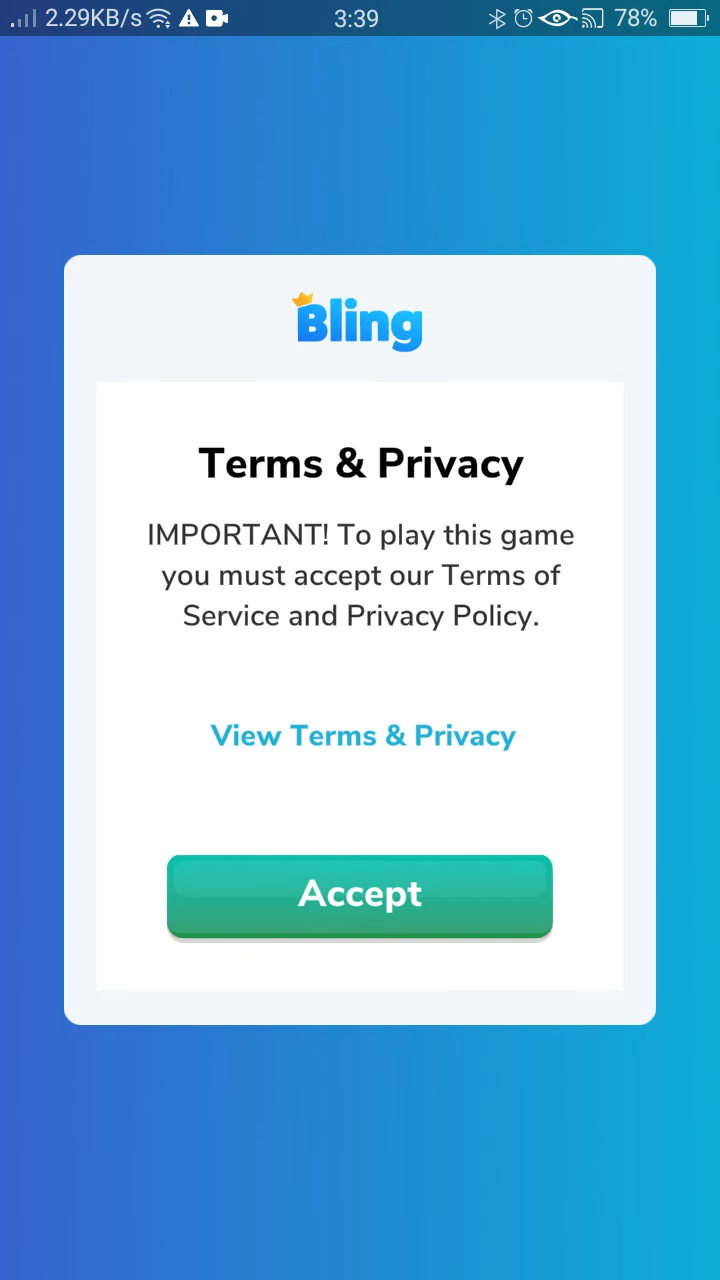 2.29KB/s 3:39 78%
Bling
Terms & Privacy
IMPORTANT! To play this game
you must accept our Terms of
Service and Privacy Policy.
View Terms & Privacy
Accept